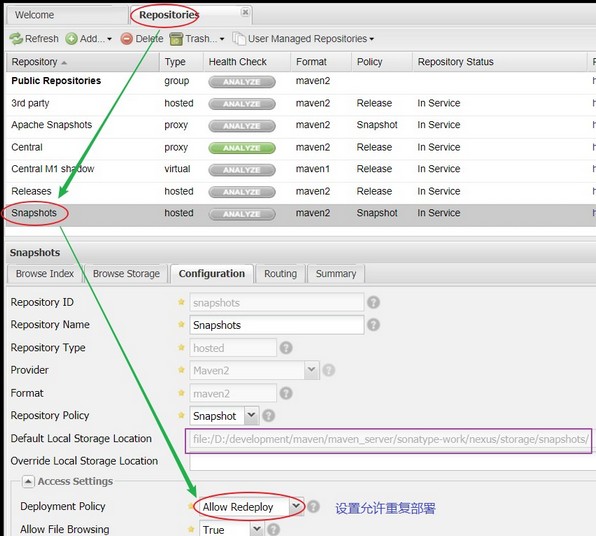 Welcome
Repositories
Refresh Add... Delete Trash... User Managed Repositories
Repository Type Health Check Format Policy Repository Status
Public Repositories group ANALYZE maven2
3rd party hosted ANALYZE maven2 Release In Service
Apache Snapshots proxy ANALYZE maven2 Snapshot In Service
Central proxy ANALYZE maven2 Release In Service
Central M1 shadow virtual ANALYZE maven1 Release In Service
Releases hosted ANALYZE maven2 Release In Service
Snapshots hosted ANALYZE maven2 Snapshot In Service
Snapshots
Browse Index Browse Storage Configuration Routing Summary
Repository ID snapshots
Repository Name Snapshots
Repository Type hosted
Provider Maven2
Format maven2
Repository Policy Snapshot
Default Local Storage Location file:/D:/development/maven/maven_server/sonatype-work/nexus/storage/snapshots/
Override Local Storage Location
Access Settings
Deployment Policy Allow Redeploy 设置允许重复部署
Allow File Browsing True